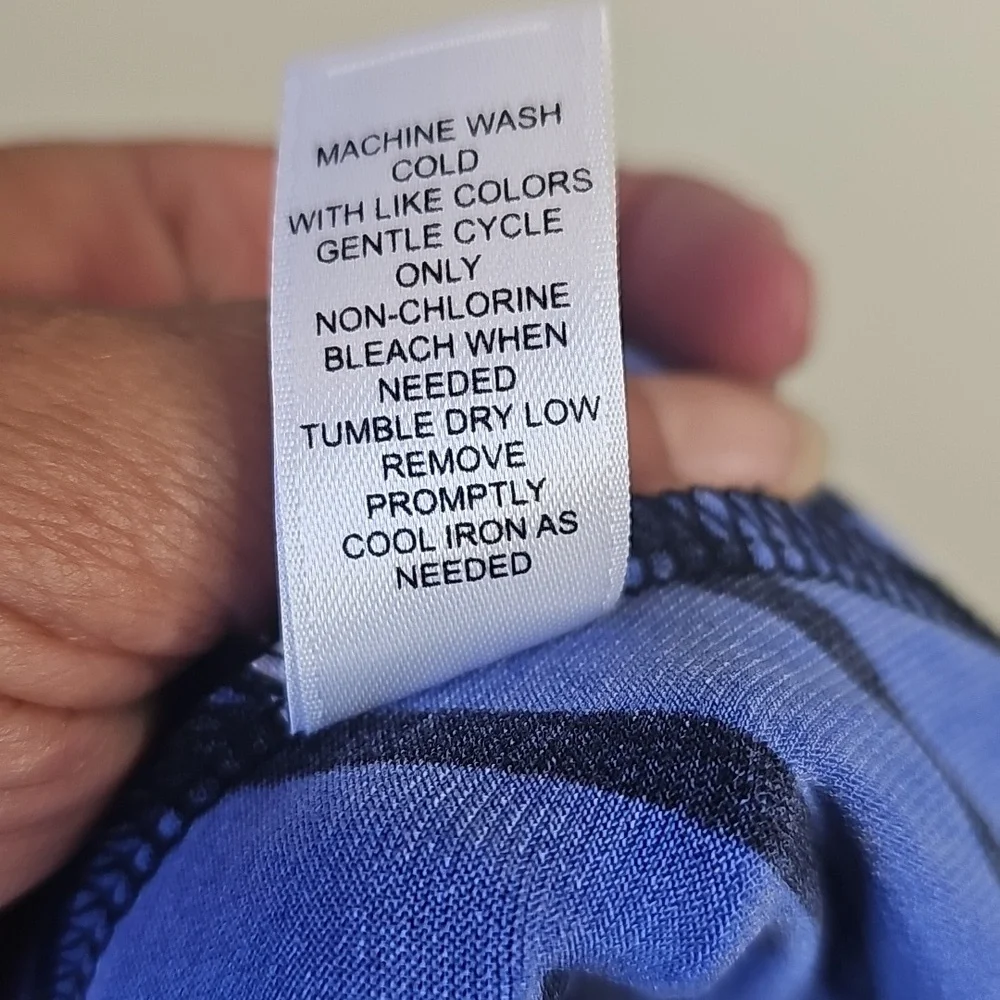 MACHINE WASH
COLD
WITH LIKE COLORS
GENTLE CYCLE
ONLY
NON-CHLORINE
BLEACH WHEN
NEEDED
TUMBLE DRY LOW
REMOVE
PROMPTLY
COOL IRON AS
NEEDED